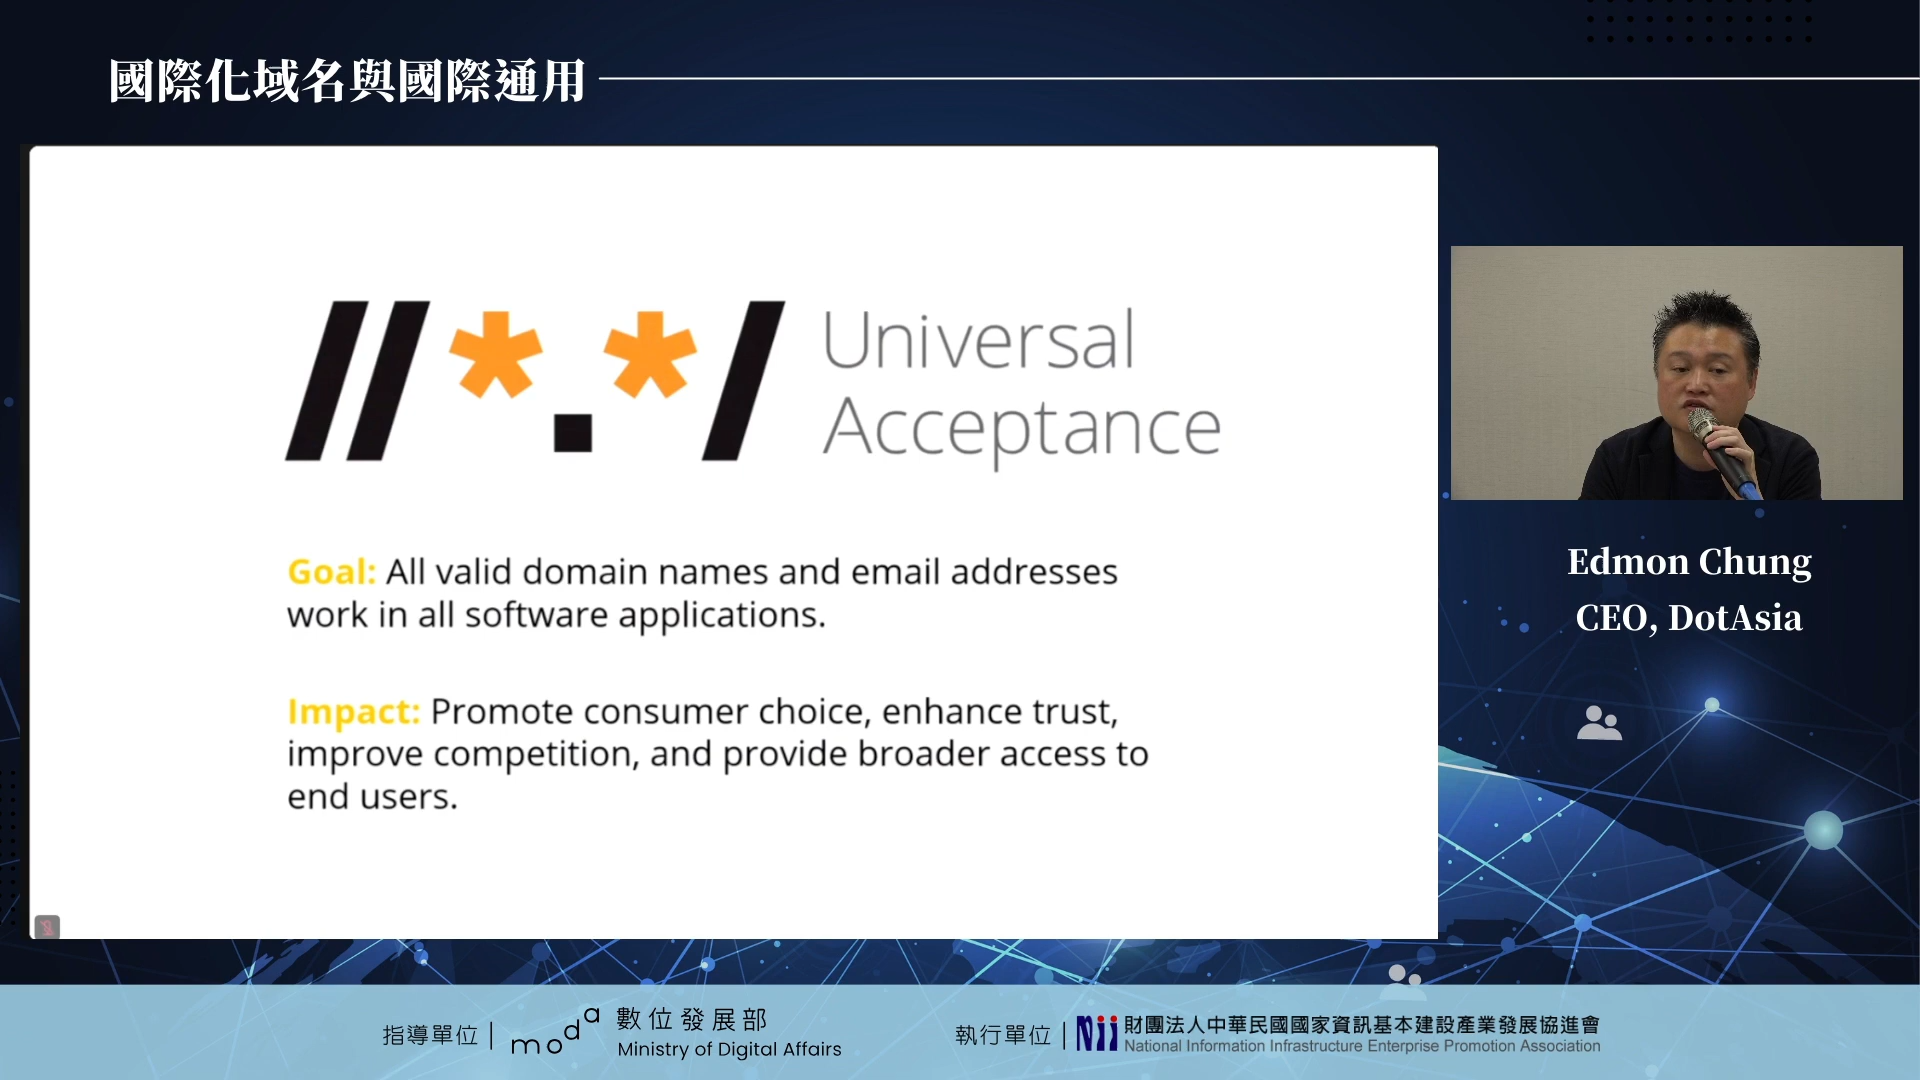 國際化域名與國際通用
//*.*/ Universal
Acceptance
Goal: All valid domain names and email addresses
work in all software applications.
Impact: Promote consumer choice, enhance trust,
improve competition, and provide broader access to
end users.
Edmon Chung
CEO, DotAsia
指導單位 | moda 數位發展部
Ministry of Digital Affairs
執行單位 | Nii 財團法人中華民國國家資訊基本建設產業發展協進會
National Information Infrastructure Enterprise Promotion Association